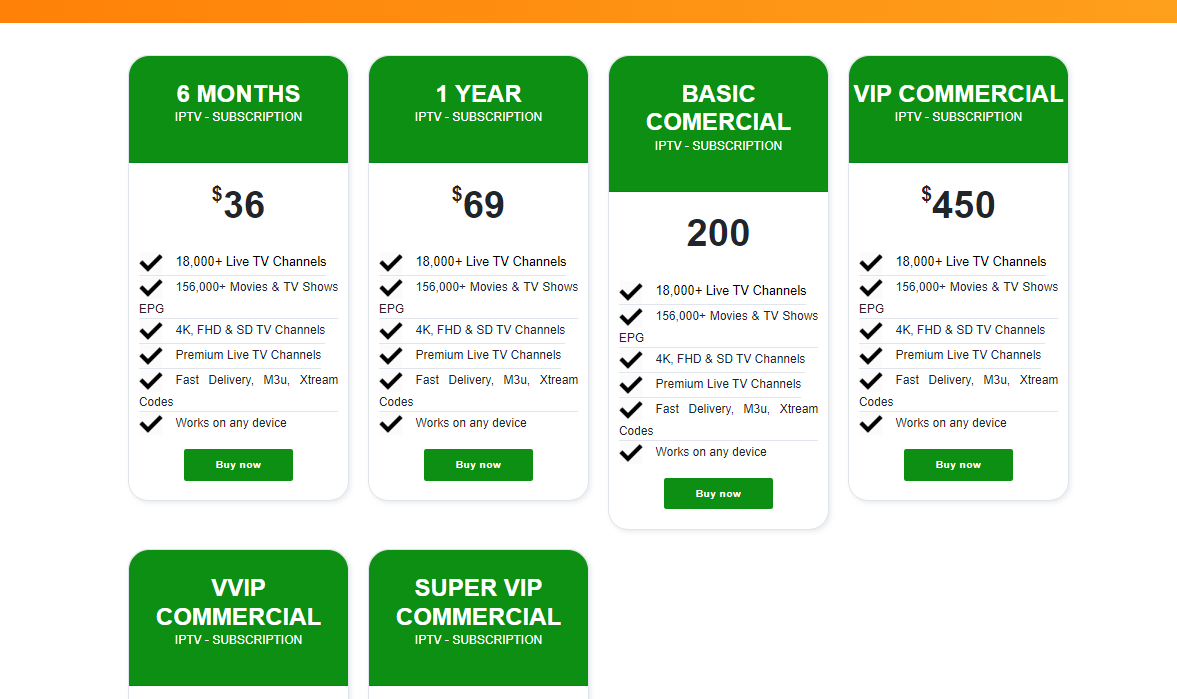 6 MONTHS
IPTV - SUBSCRIPTION
$36
18,000+ Live TV Channels
156,000+ Movies & TV Shows
EPG
4K, FHD & SD TV Channels
Premium Live TV Channels
Fast Delivery, M3u, Xtream
Codes
Works on any device
Buy now
1 YEAR
IPTV - SUBSCRIPTION
$69
18,000+ Live TV Channels
156,000+ Movies & TV Shows
EPG
4K, FHD & SD TV Channels
Premium Live TV Channels
Fast Delivery, M3u, Xtream
Codes
Works on any device
Buy now
BASIC
COMERCIAL
IPTV - SUBSCRIPTION
200
18,000+ Live TV Channels
156,000+ Movies & TV Shows
EPG
4K, FHD & SD TV Channels
Premium Live TV Channels
Fast Delivery, M3u, Xtream
Codes
Works on any device
Buy now
VIP COMMERCIAL
IPTV - SUBSCRIPTION
$450
18,000+ Live TV Channels
156,000+ Movies & TV Shows
EPG
4K, FHD & SD TV Channels
Premium Live TV Channels
Fast Delivery, M3u, Xtream
Codes
Works on any device
Buy now
VVIP
COMMERCIAL
IPTV - SUBSCRIPTION
SUPER VIP
COMMERCIAL
IPTV - SUBSCRIPTION